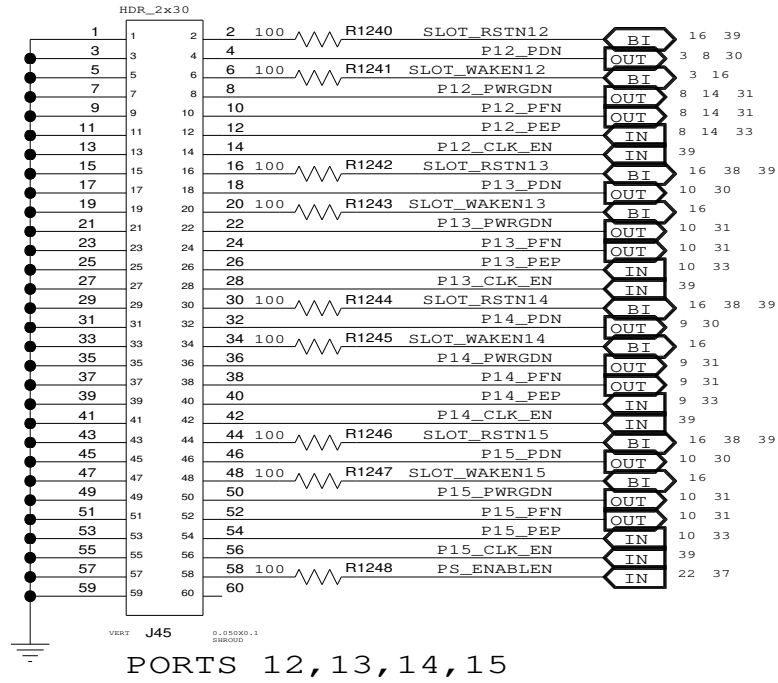 HDR_2x30
1 1 2 2 100 R1240 SLOT_RSTN12 BI 16 39
3 3 4 4 P12_PDN OUT 3 8 30
5 5 6 6 100 R1241 SLOT_WAKEN12 BI 3 16
7 7 8 8 P12_PWRGDN OUT 8 14 31
9 9 10 10 P12_PFN OUT 8 14 31
11 11 12 12 P12_PEP IN 8 14 33
13 13 14 14 P12_CLK_EN IN 39
15 15 16 16 100 R1242 SLOT_RSTN13 BI 16 38 39
17 17 18 18 P13_PDN OUT 10 30
19 19 20 20 100 R1243 SLOT_WAKEN13 BI 16
21 21 22 22 P13_PWRGDN OUT 10 31
23 23 24 24 P13_PFN OUT 10 31
25 25 26 26 P13_PEP IN 10 33
27 27 28 28 P13_CLK_EN IN 39
29 29 30 30 100 R1244 SLOT_RSTN14 BI 16 38 39
31 31 32 32 P14_PDN OUT 9 30
33 33 34 34 100 R1245 SLOT_WAKEN14 BI 16
35 35 36 36 P14_PWRGDN OUT 9 31
37 37 38 38 P14_PFN OUT 9 31
39 39 40 40 P14_PEP IN 9 33
41 41 42 42 P14_CLK_EN IN 39
43 43 44 44 100 R1246 SLOT_RSTN15 BI 16 38 39
45 45 46 46 P15_PDN OUT 10 30
47 47 48 48 100 R1247 SLOT_WAKEN15 BI 16
49 49 50 50 P15_PWRGDN OUT 10 31
51 51 52 52 P15_PFN OUT 10 31
53 53 54 54 P15_PEP IN 10 33
55 55 56 56 P15_CLK_EN IN 39
57 57 58 58 100 R1248 PS_ENABLEN IN 22 37
59 59 60 60
VERT J45 0.050X0.1
SHROUD
PORTS 12,13,14,15